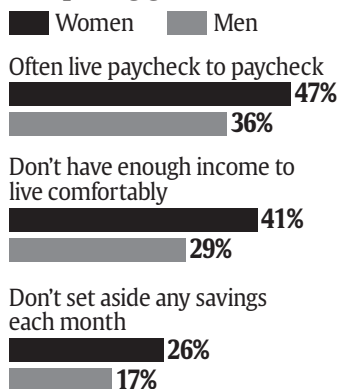 Women Men
Often live paycheck to paycheck
47%
36%
Don't have enough income to
live comfortably
41%
29%
Don't set aside any savings
each month
26%
17%